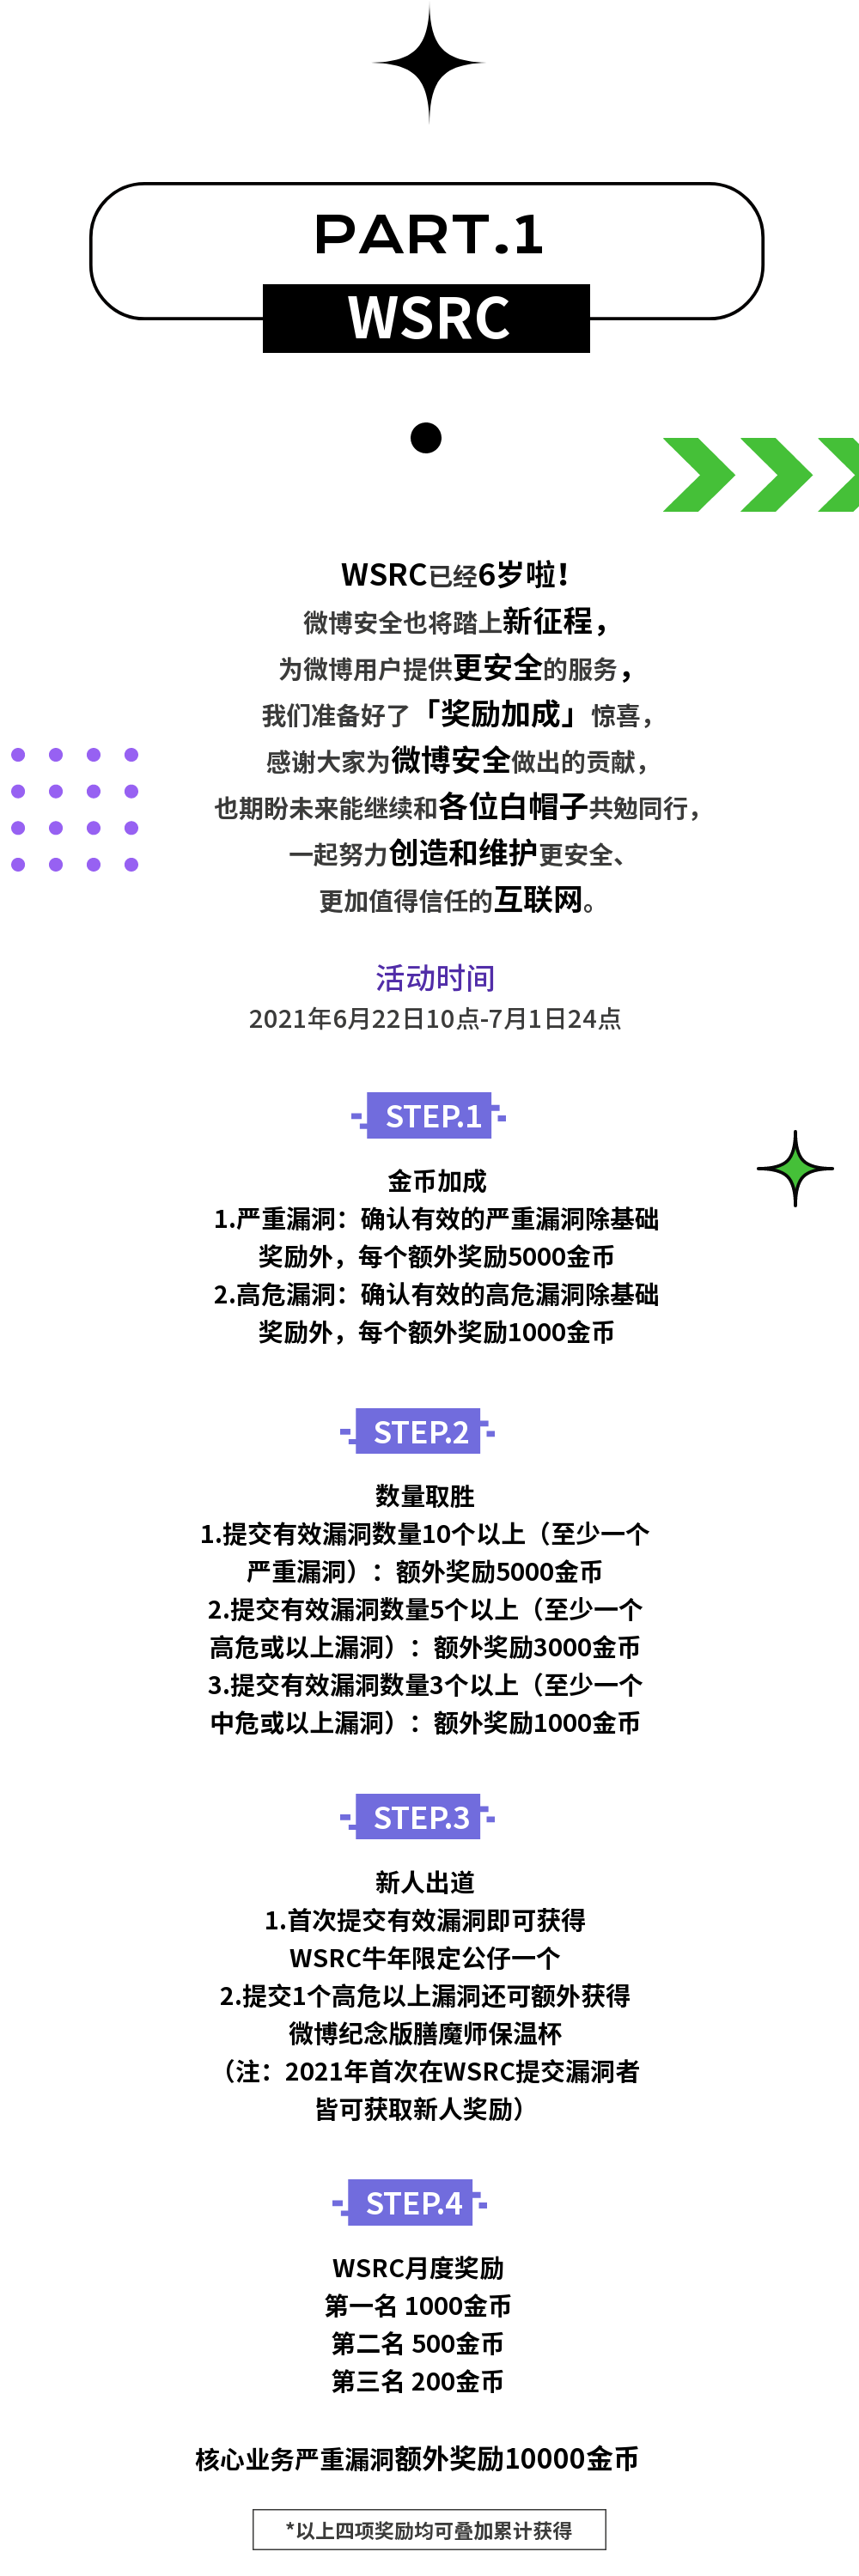 PART.1
WSRC
WSRC已经6岁啦！
微博安全也将踏上新征程，
为微博用户提供更安全的服务，
我们准备好了「奖励加成」惊喜，
感谢大家为微博安全做出的贡献，
也期盼未来能继续和各位白帽子共勉同行，
一起努力创造和维护更安全、
更加值得信任的互联网。
活动时间
2021年6月22日10点-7月1日24点
STEP.1
金币加成
1.严重漏洞：确认有效的严重漏洞除基础
奖励外，每个额外奖励5000金币
2.高危漏洞：确认有效的高危漏洞除基础
奖励外，每个额外奖励1000金币
STEP.2
数量取胜
1.提交有效漏洞数量10个以上（至少一个
严重漏洞）：额外奖励5000金币
2.提交有效漏洞数量5个以上（至少一个
高危或以上漏洞）：额外奖励3000金币
3.提交有效漏洞数量3个以上（至少一个
中危或以上漏洞）：额外奖励1000金币
STEP.3
新人出道
1.首次提交有效漏洞即可获得
WSRC牛年限定公仔一个
2.提交1个高危以上漏洞还可额外获得
微博纪念版膳魔师保温杯
（注：2021年首次在WSRC提交漏洞者
皆可获取新人奖励）
STEP.4
WSRC月度奖励
第一名 1000金币
第二名 500金币
第三名 200金币
核心业务严重漏洞额外奖励10000金币
*以上四项奖励均可叠加累计获得